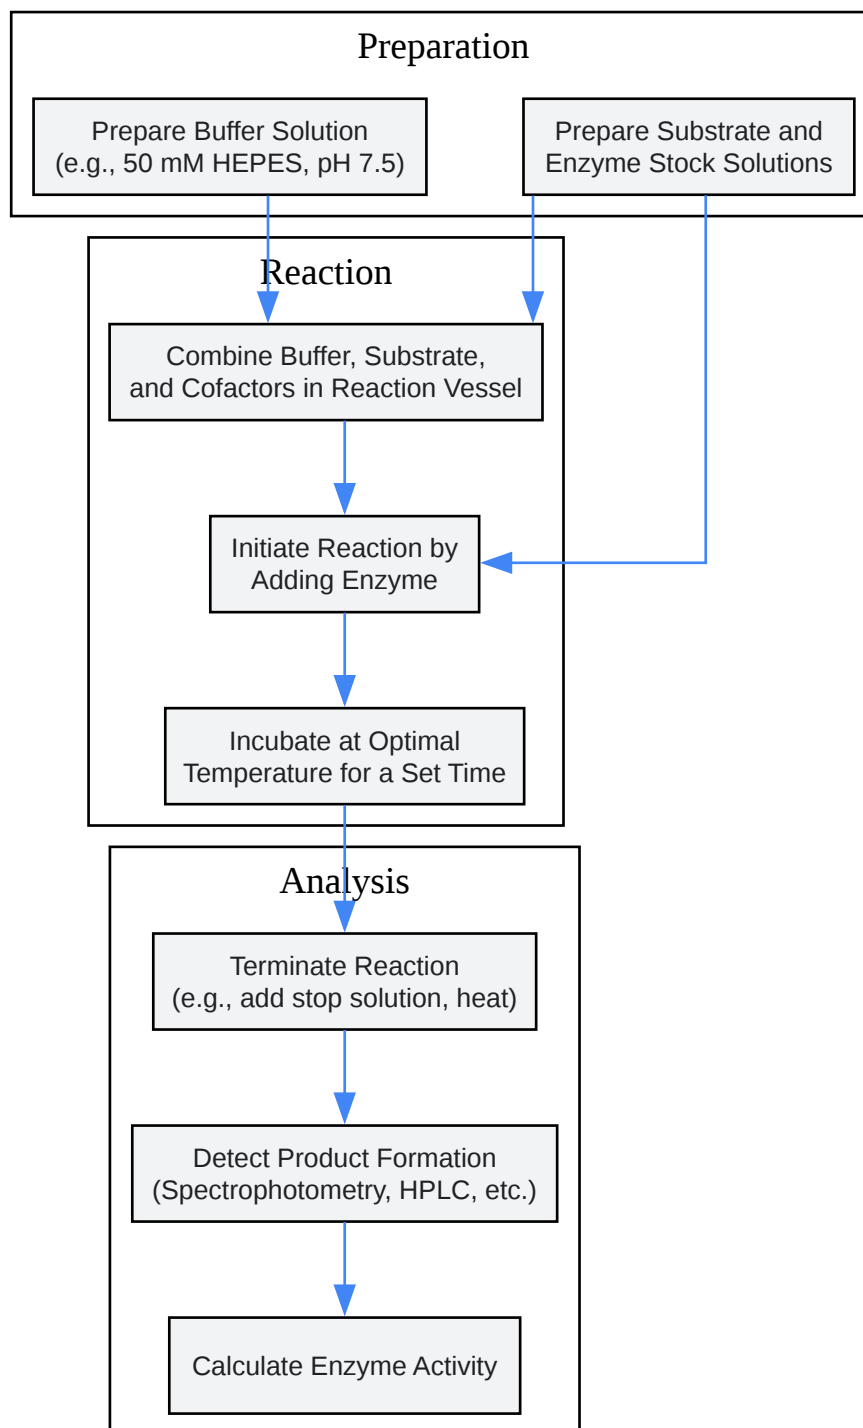 Preparation
Prepare Buffer Solution
(e.g., 50 mM HEPES, pH 7.5)
Prepare Substrate and
Enzyme Stock Solutions
Reaction
Combine Buffer, Substrate,
and Cofactors in Reaction Vessel
Initiate Reaction by
Adding Enzyme
Incubate at Optimal
Temperature for a Set Time
Analysis
Terminate Reaction
(e.g., add stop solution, heat)
Detect Product Formation
(Spectrophotometry, HPLC, etc.)
Calculate Enzyme Activity